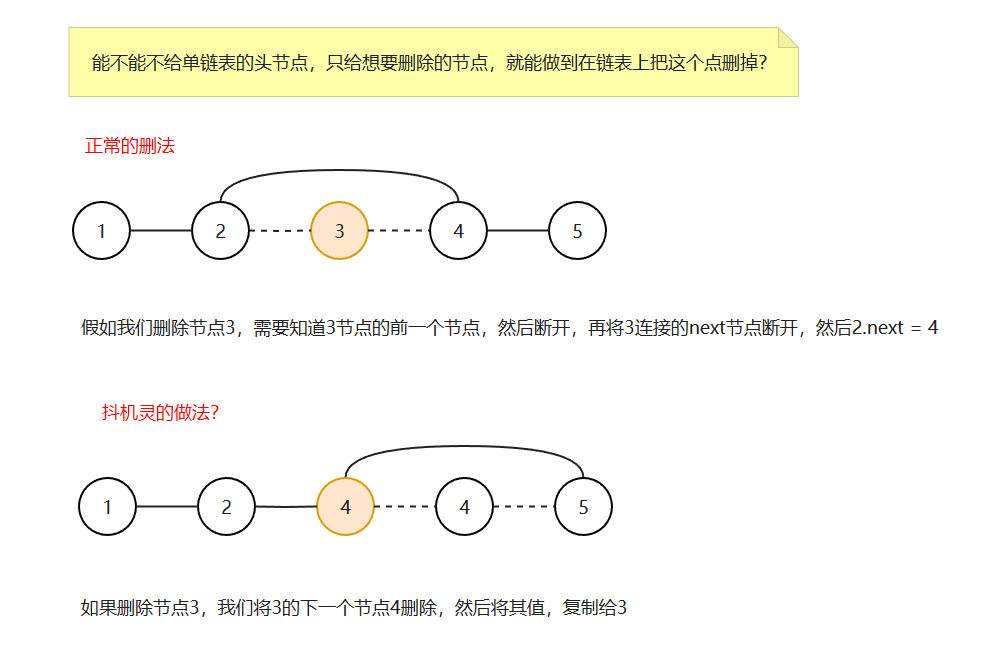 能不能不给单链表的头节点，只给想要删除的节点，就能做到在链表上把这个点删掉？
正常的删法
1 2 3 4 5
假如我们删除节点3，需要知道3节点的前一个节点，然后断开，再将3连接的next节点断开，然后2.next = 4
抖机灵的做法？
1 2 4 4 5
如果删除节点3，我们将3的下一个节点4删除，然后将其值，复制给3